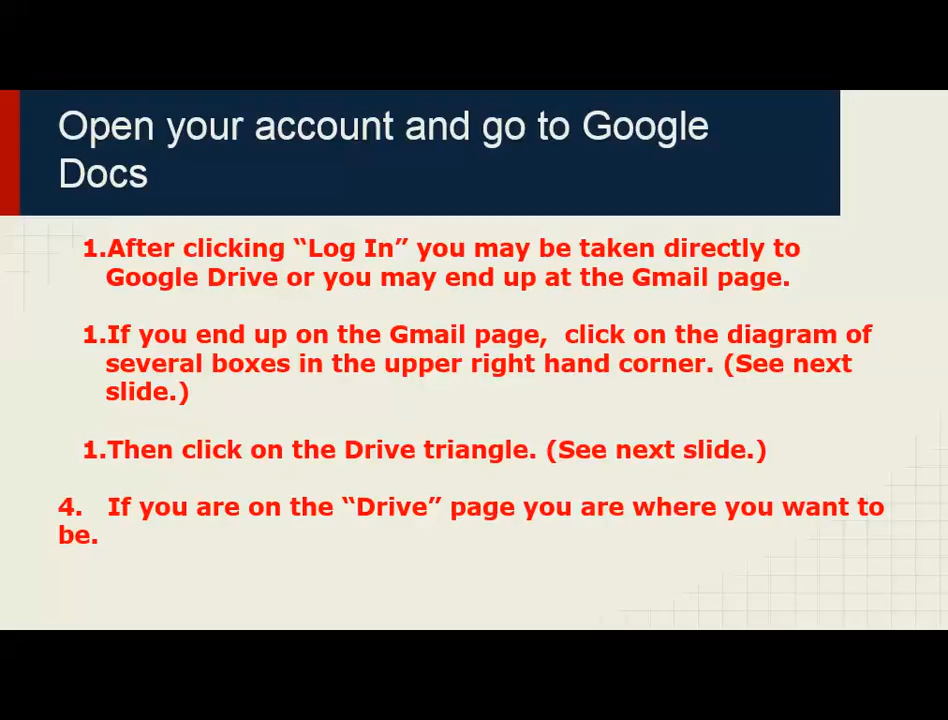 Open your account and go to Google
Docs
1.After clicking “Log In” you may be taken directly to
Google Drive or you may end up at the Gmail page.
1.If you end up on the Gmail page,  click on the diagram of
several boxes in the upper right hand corner. (See next
slide.)
1.Then click on the Drive triangle. (See next slide.)
4.   If you are on the “Drive” page you are where you want to
be.